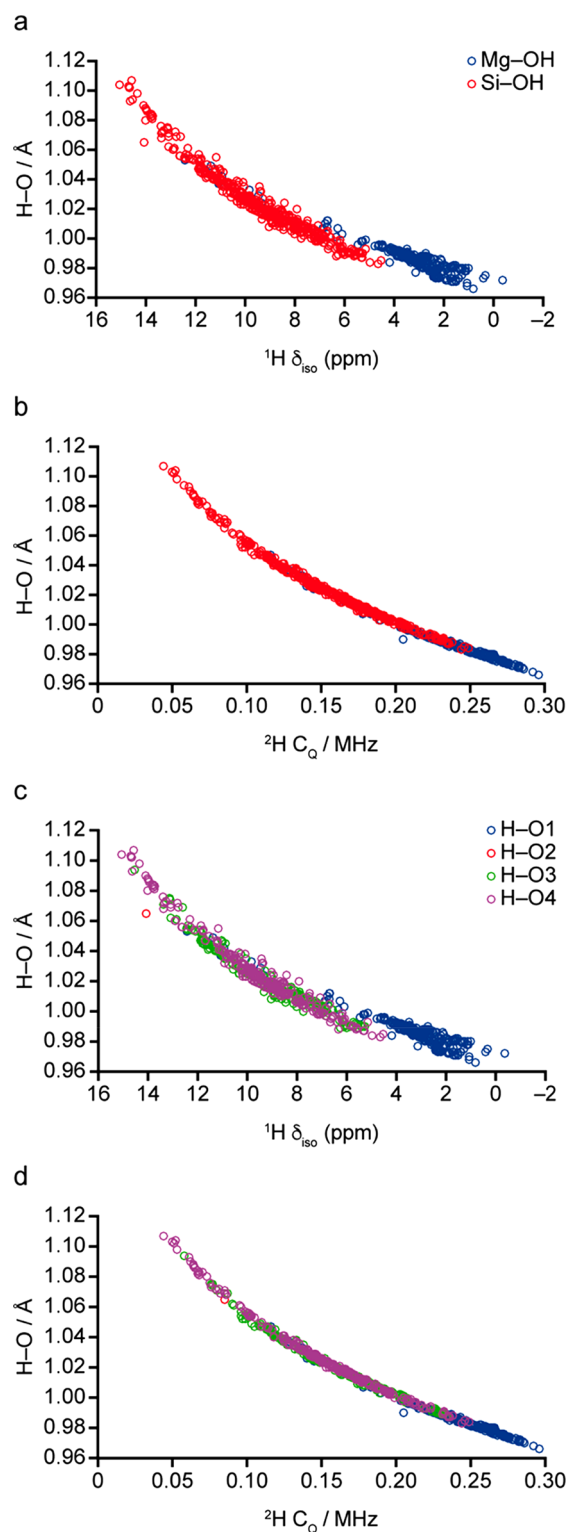 a
Mg–OH
Si–OH
H–O / Å
1.12
1.10
1.08
1.06
1.04
1.02
1.00
0.98
0.96
16 14 12 10 8 6 4 2 0 –2
¹H δiso (ppm)
b
H–O / Å
1.12
1.10
1.08
1.06
1.04
1.02
1.00
0.98
0.96
0 0.05 0.10 0.15 0.20 0.25 0.30
²H CQ / MHz
c
H–O1
H–O2
H–O3
H–O4
H–O / Å
1.12
1.10
1.08
1.06
1.04
1.02
1.00
0.98
0.96
16 14 12 10 8 6 4 2 0 –2
¹H δiso (ppm)
d
H–O / Å
1.12
1.10
1.08
1.06
1.04
1.02
1.00
0.98
0.96
0 0.05 0.10 0.15 0.20 0.25 0.30
²H CQ / MHz